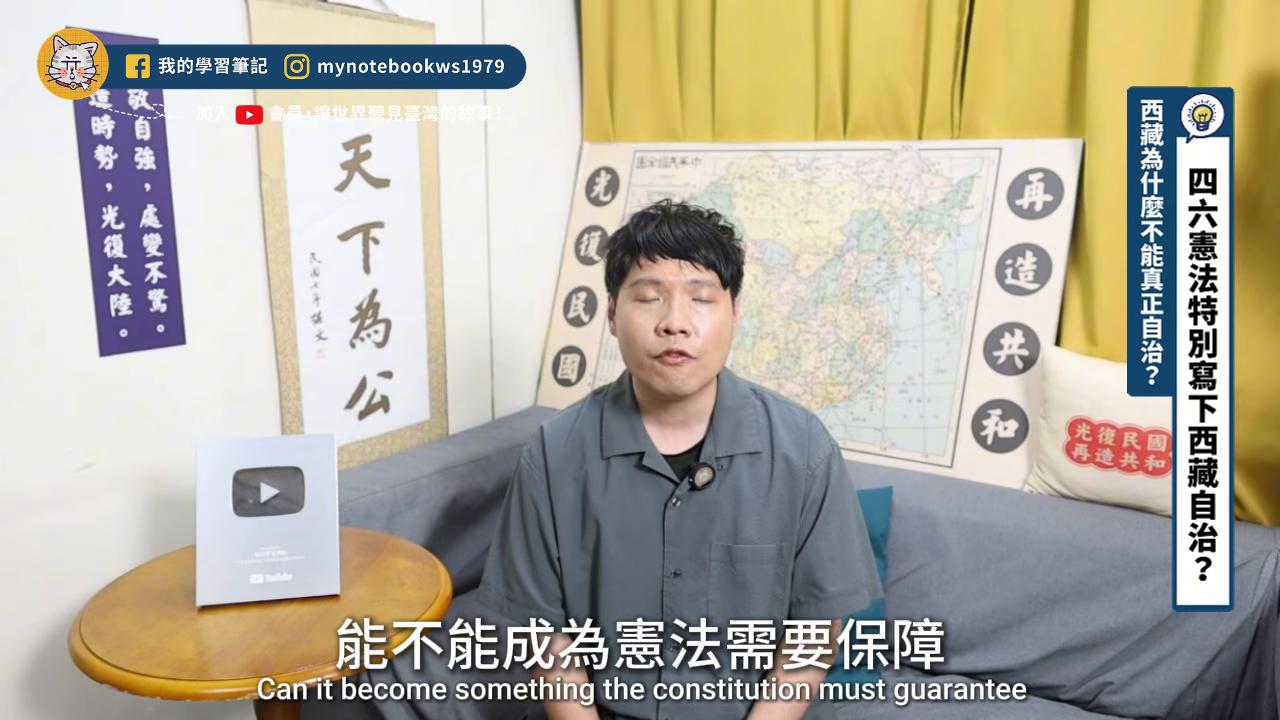 我的學習筆記
mynotebookws1979
加入 會員,讓世界聽見臺灣的故事!
敬自強,處變不驚。
造時勢,光復大陸。
天下為公
光復民國
再造共和
光復民國
再造共和
YouTube
西藏為什麼不能真正自治?
四六憲法特別寫下西藏自治?
能不能成為憲法需要保障
Can it become something the constitution must guarantee